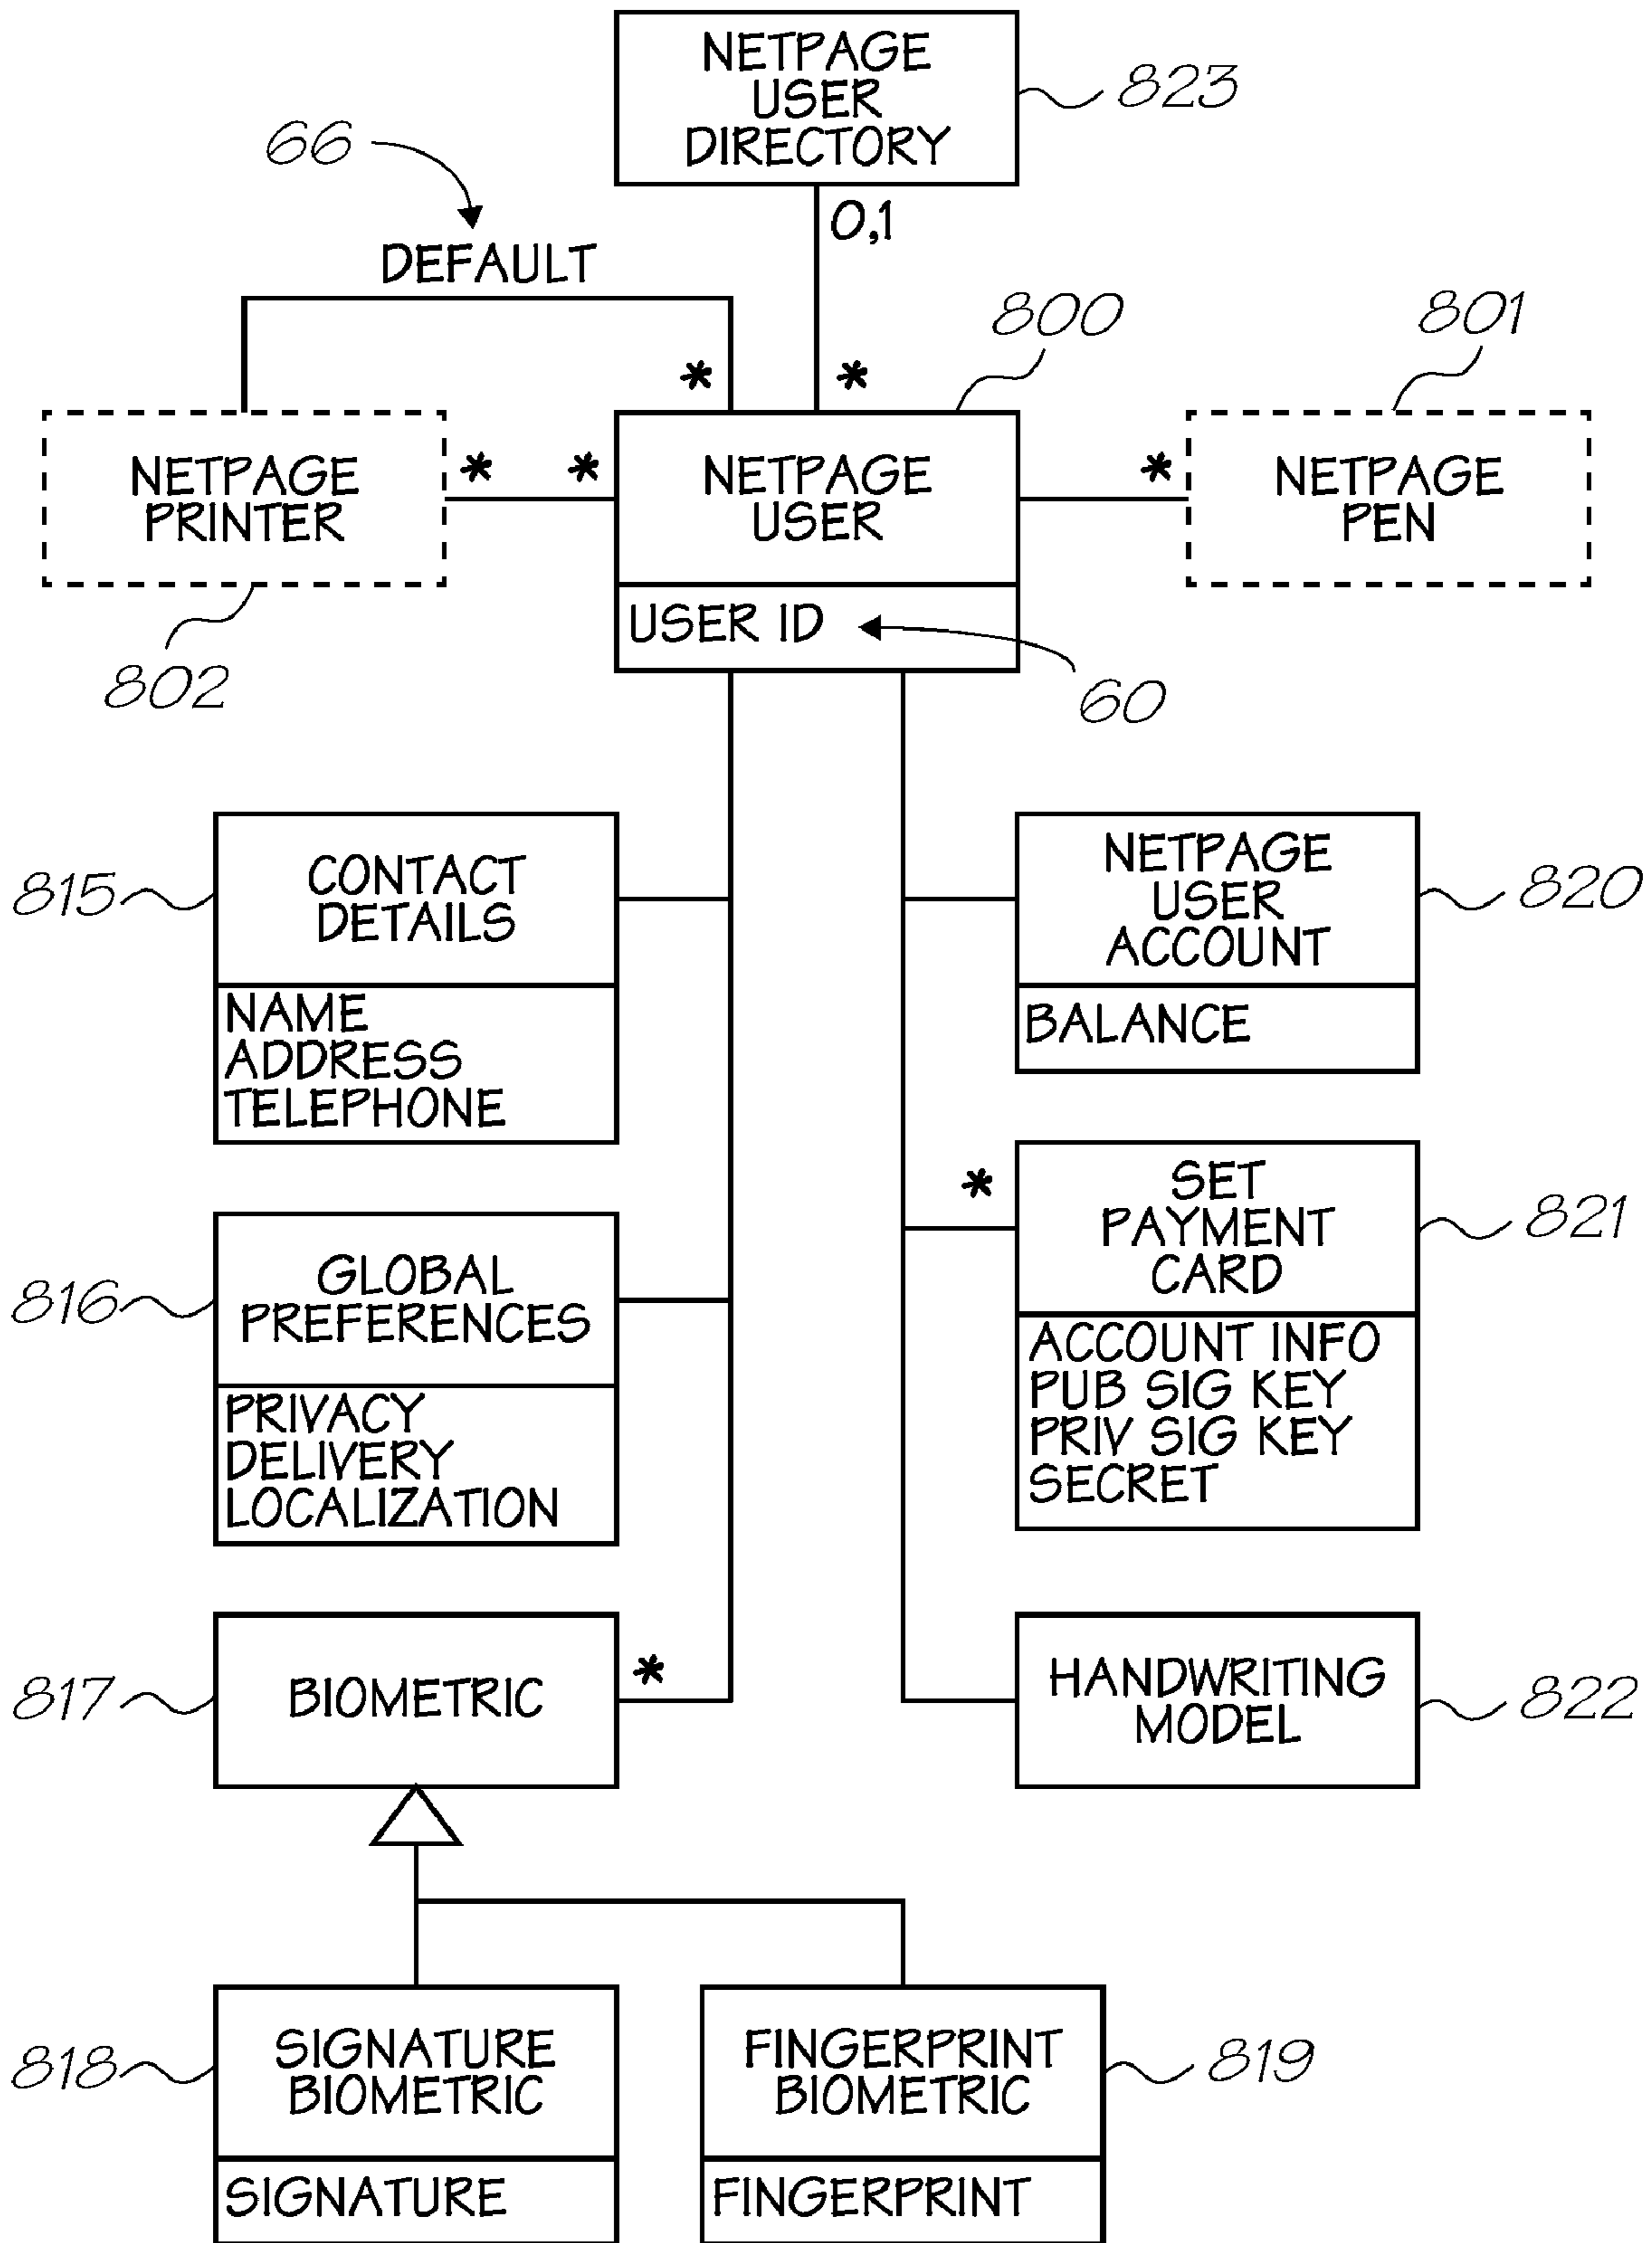 NETPAGE
USER
DIRECTORY
823
66
0,1
DEFAULT
800
801
*
*
NETPAGE
PRINTER
*
*
NETPAGE
USER
*
NETPAGE
PEN
USER ID
802
60
815
CONTACT
DETAILS
NAME
ADDRESS
TELEPHONE
NETPAGE
USER
ACCOUNT
820
BALANCE
816
GLOBAL
PREFERENCES
PRIVACY
DELIVERY
LOCALIZATION
*
SET
PAYMENT
CARD
821
ACCOUNT INFO
PUB SIG KEY
PRIV SIG KEY
SECRET
817
BIOMETRIC
*
HANDWRITING
MODEL
822
818
SIGNATURE
BIOMETRIC
SIGNATURE
FINGERPRINT
BIOMETRIC
819
FINGERPRINT